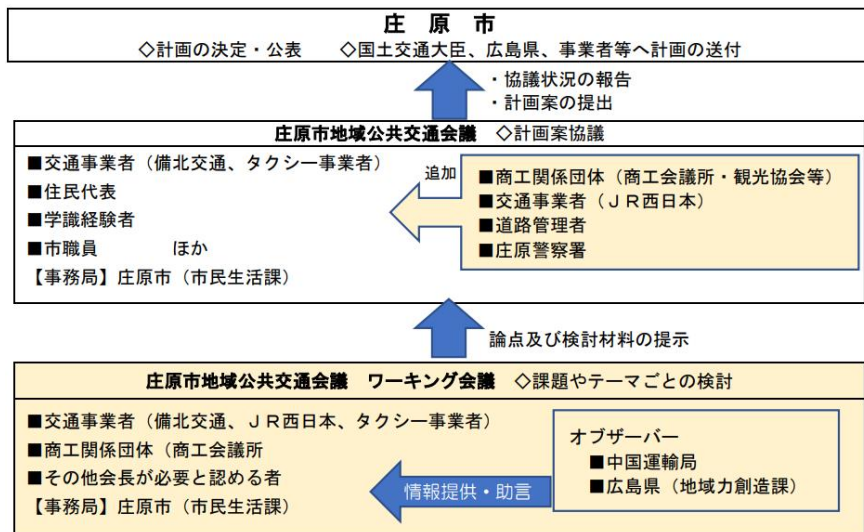 庄 原 市
◇計画の決定・公表 ◇国土交通大臣、広島県、事業者等へ計画の送付
・協議状況の報告
・計画案の提出
庄原市地域公共交通会議 ◇計画案協議
■交通事業者（備北交通、タクシー事業者）
■住民代表
■学識経験者
■市職員 ほか
【事務局】庄原市（市民生活課）
追加
■商工関係団体（商工会議所・観光協会等）
■交通事業者（ＪＲ西日本）
■道路管理者
■庄原警察署
論点及び検討材料の提示
庄原市地域公共交通会議 ワーキング会議 ◇課題やテーマごとの検討
■交通事業者（備北交通、ＪＲ西日本、タクシー事業者）
■商工関係団体（商工会議所
■その他会長が必要と認める者
【事務局】庄原市（市民生活課）
情報提供・助言
オブザーバー
■中国運輸局
■広島県（地域力創造課）